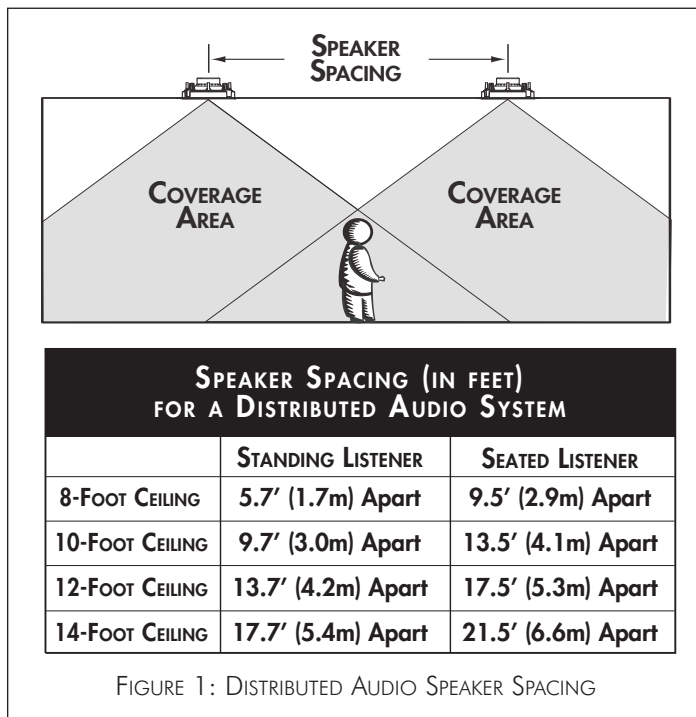 SPEAKER
SPACING
COVERAGE
AREA
COVERAGE
AREA
SPEAKER SPACING (IN FEET)
FOR A DISTRIBUTED AUDIO SYSTEM
STANDING LISTENER SEATED LISTENER
8-FOOT CEILING 5.7’ (1.7m) Apart 9.5’ (2.9m) Apart
10-FOOT CEILING 9.7’ (3.0m) Apart 13.5’ (4.1m) Apart
12-FOOT CEILING 13.7’ (4.2m) Apart 17.5’ (5.3m) Apart
14-FOOT CEILING 17.7’ (5.4m) Apart 21.5’ (6.6m) Apart
FIGURE 1: DISTRIBUTED AUDIO SPEAKER SPACING